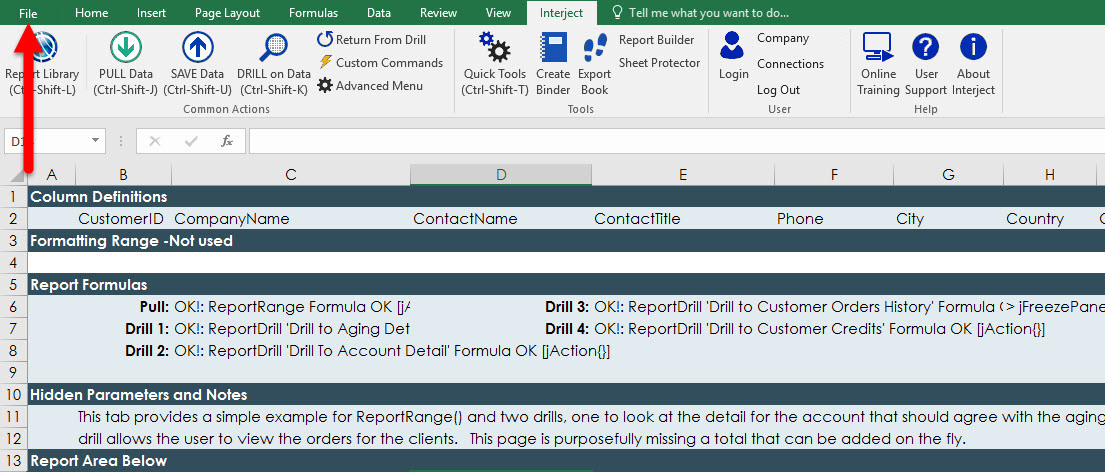 File Home Insert Page Layout Formulas Data Review View Interject Tell me what you want to do...
Report Library (Ctrl-Shift-L)
PULL Data (Ctrl-Shift-J)
SAVE Data (Ctrl-Shift-U)
DRILL on Data (Ctrl-Shift-K)
Return From Drill
Custom Commands
Advanced Menu
Common Actions
Quick Tools (Ctrl-Shift-T)
Create Binder
Export Book
Report Builder
Sheet Protector
Tools
Login
Company
Connections
Log Out
User
Online Training
User Support
About Interject
Help
fx
A B C D E F G H
1 Column Definitions
2 CustomerID CompanyName ContactName ContactTitle Phone City Country
3 Formatting Range -Not used
4
5 Report Formulas
6 Pull: OK!: ReportRange Formula OK [jA Drill 3: OK!: ReportDrill 'Drill to Customer Orders History' Formula > jFreezePane
7 Drill 1: OK!: ReportDrill 'Drill to Aging Det Drill 4: OK!: ReportDrill 'Drill to Customer Credits' Formula OK [jAction{}]
8 Drill 2: OK!: ReportDrill 'Drill To Account Detail' Formula OK [jAction{}]
9
10 Hidden Parameters and Notes
11 This tab provides a simple example for ReportRange() and two drills, one to look at the detail for the account that should agree with the aging
12 drill allows the user to view the orders for the clients. This page is purposefully missing a total that can be added on the fly.
13 Report Area Below